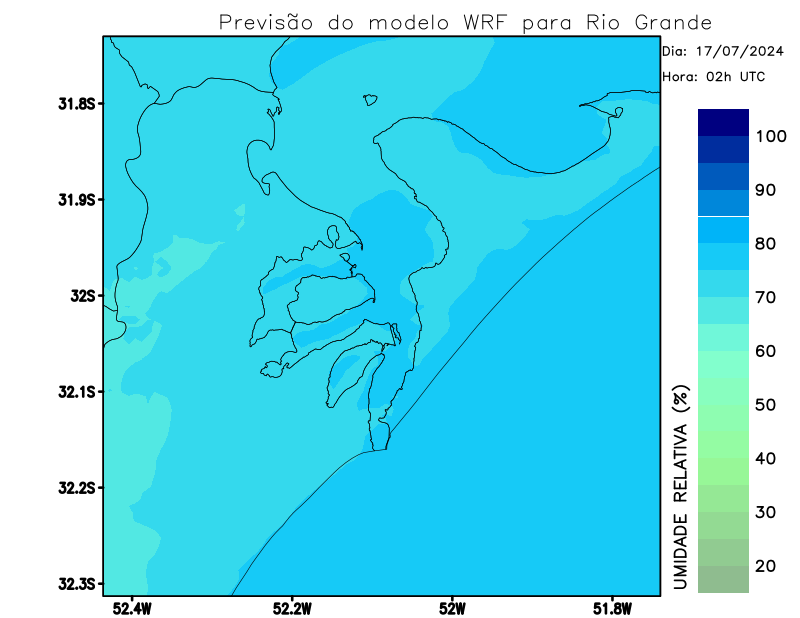 Previsão do modelo WRF para Rio Grande
Dia: 17/07/2024
Hora: 02h UTC
31.8S
31.9S
32S
32.1S
32.2S
32.3S
52.4W
52.2W
52W
51.8W
100
90
80
70
60
50
40
30
20
UMIDADE RELATIVA (%)